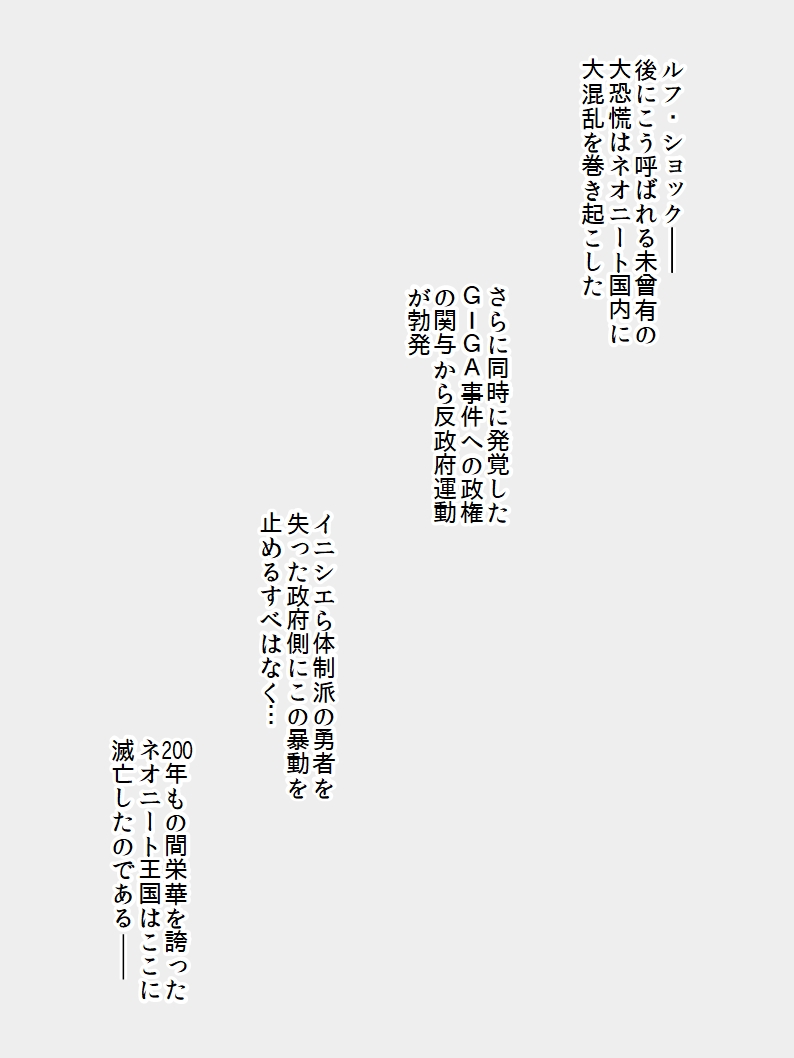 ルフ・ショック──
後にこう呼ばれる未曾有の
大恐慌はネオニート国内に
大混乱を巻き起こした
さらに同時に発覚した
GIGA事件への政権
の関与から反政府運動
が勃発
イニシエら体制派の勇者を
失った政府側にこの暴動を
止めるすべはなく…
200年もの間栄華を誇った
ネオニート王国はここに
滅亡したのである──